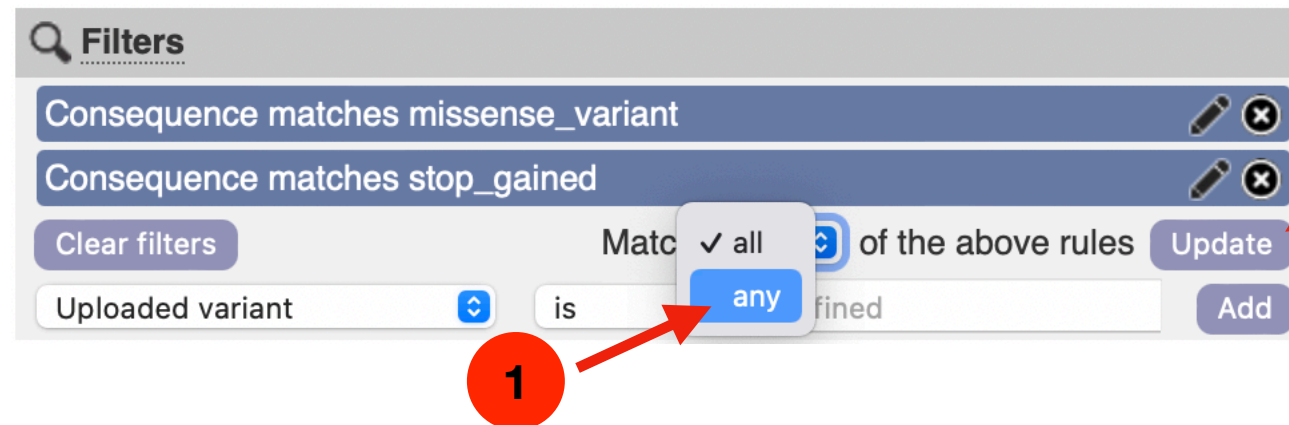 Filters
Consequence matches missense_variant
Consequence matches stop_gained
Clear filters Matc ✓ all of the above rules Update
Uploaded variant is any fined Add
1